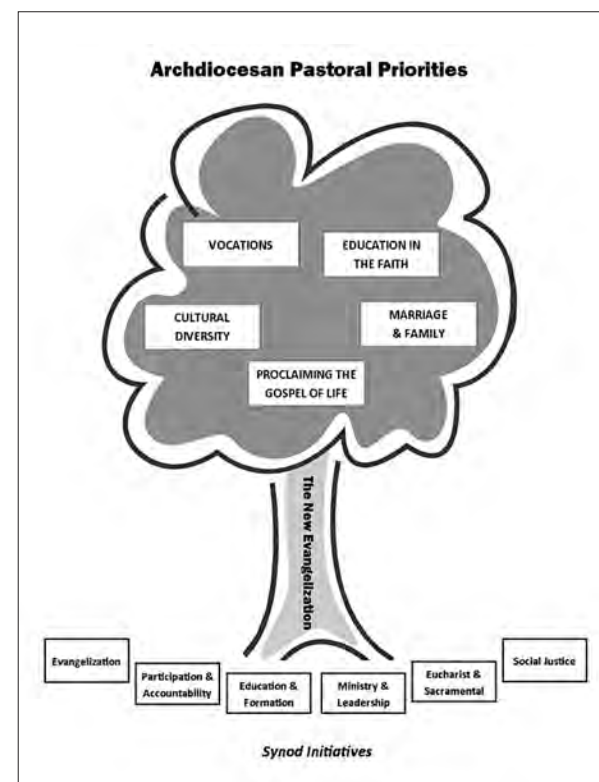 Archdiocesan Pastoral Priorities
VOCATIONS
EDUCATION IN
THE FAITH
CULTURAL
DIVERSITY
MARRIAGE
& FAMILY
PROCLAIMING THE
GOSPEL OF LIFE
The New Evangelization
Evangelization
Participation &
Accountability
Education &
Formation
Ministry &
Leadership
Eucharist &
Sacramental
Social Justice
Synod Initiatives